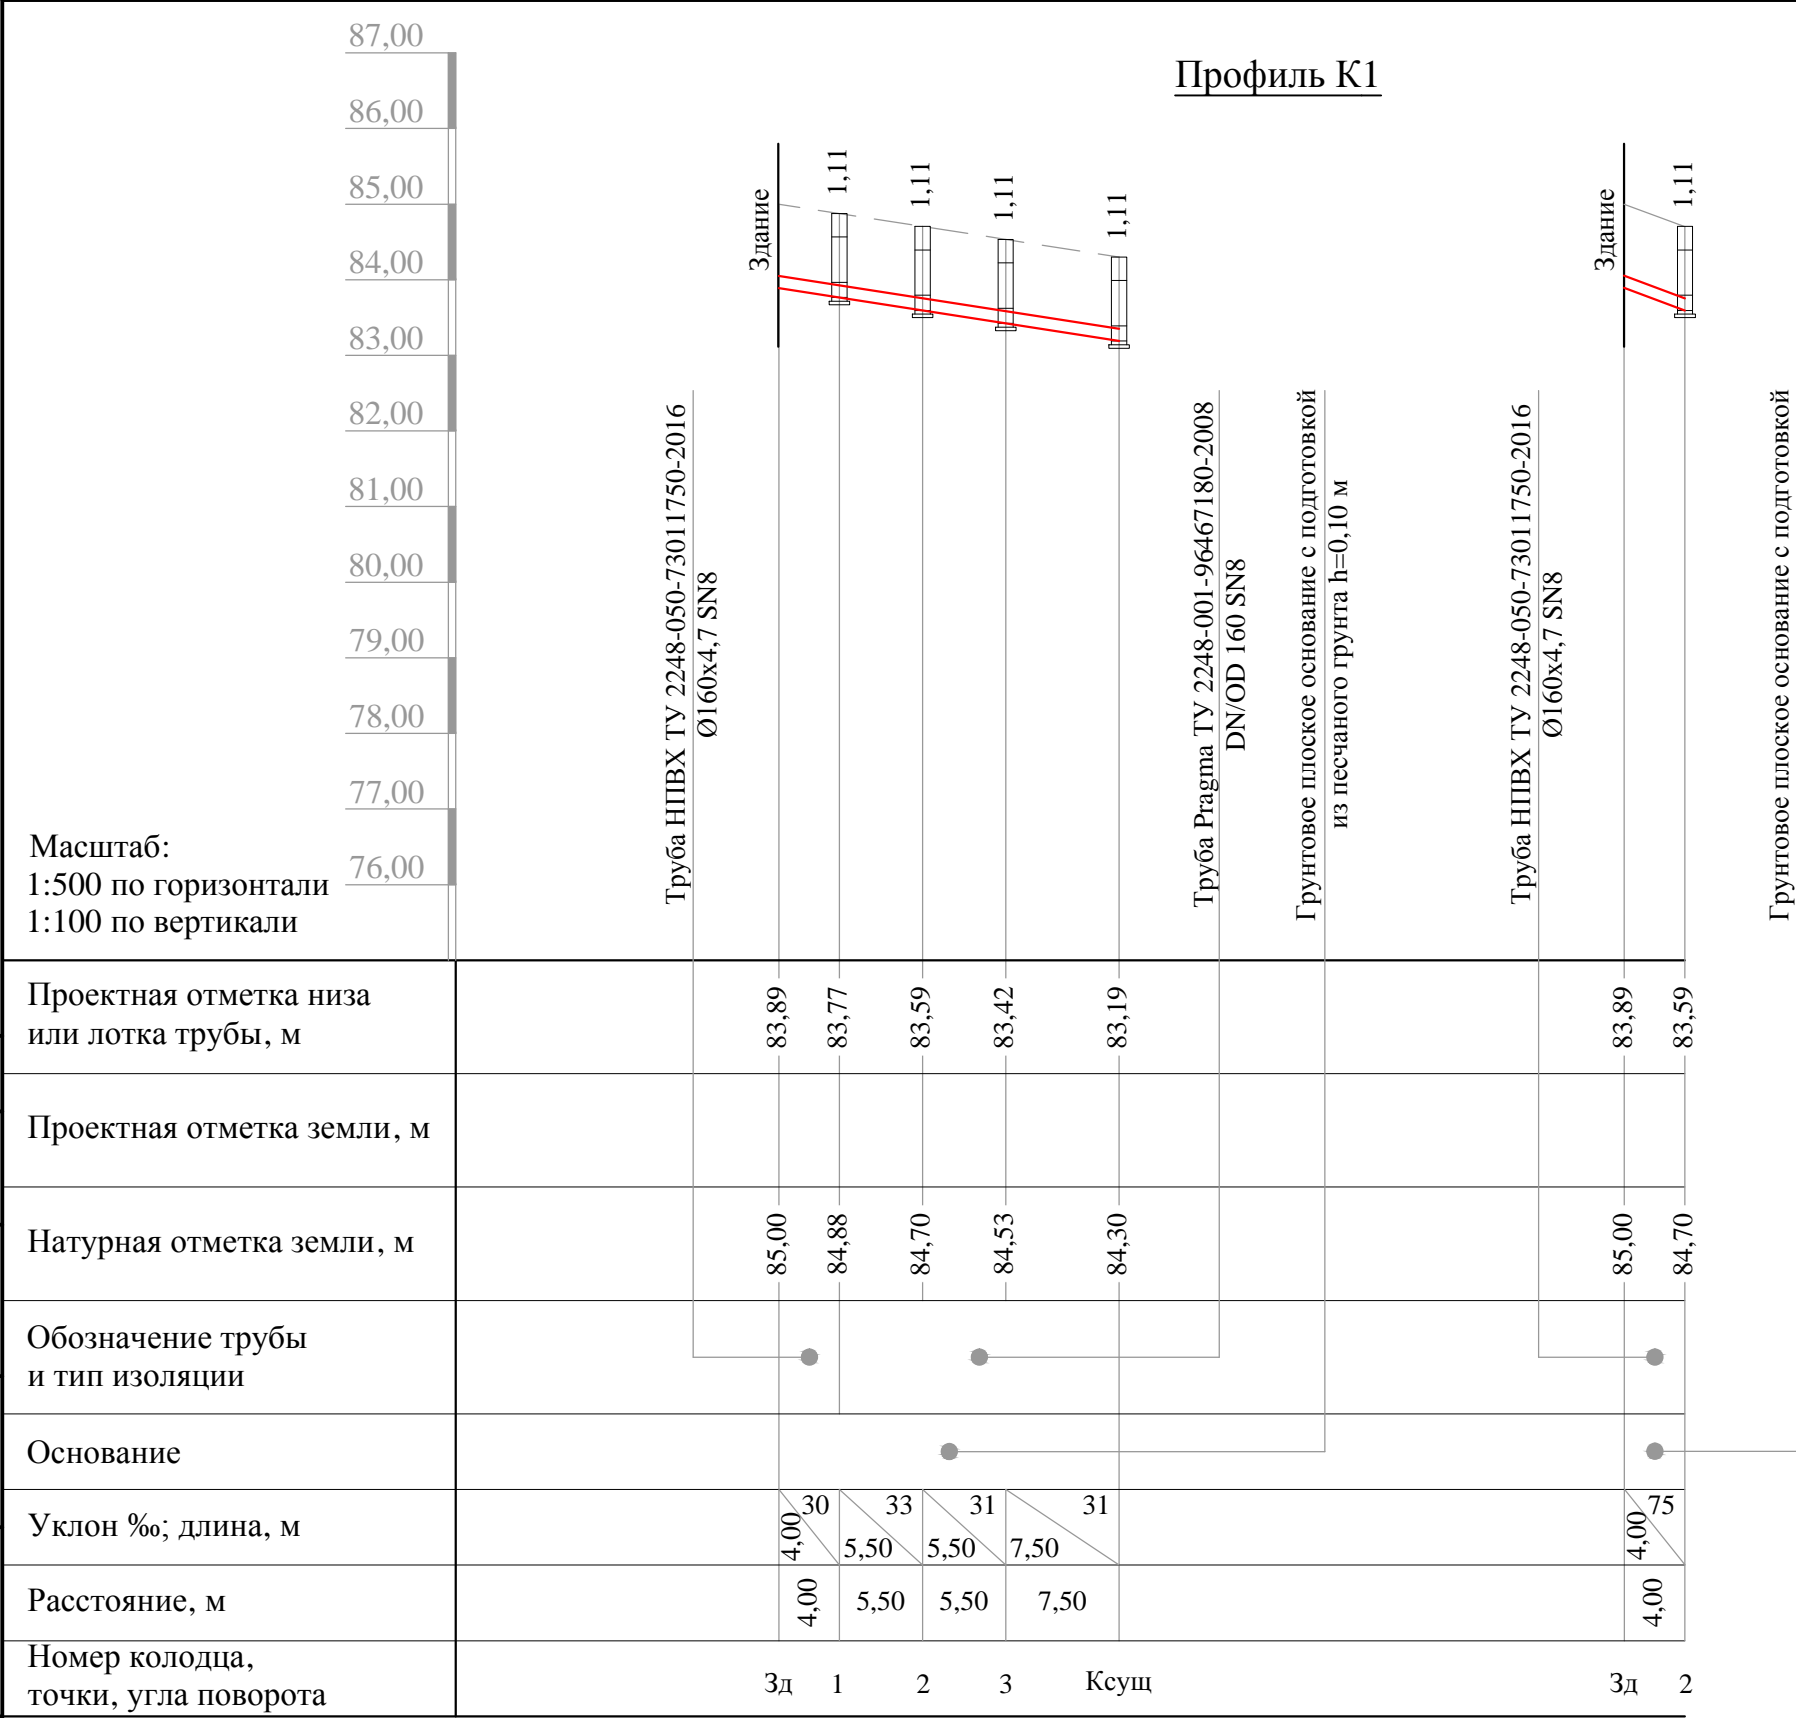 Профиль К1
87,00
86,00
85,00
84,00
83,00
82,00
81,00
80,00
79,00
78,00
77,00
76,00
Масштаб:
1:500 по горизонтали
1:100 по вертикали
Здание
1,11
1,11
1,11
1,11
Здание
1,11
Труба НПВХ ТУ 2248-050-73011750-2016
Ø160x4,7 SN8
Труба Pragma ТУ 2248-001-96467180-2008
DN/OD 160 SN8
Грунтовое плоское основание с подготовкой
из песчаного грунта h=0,10 м
Труба НПВХ ТУ 2248-050-73011750-2016
Ø160x4,7 SN8
Грунтовое плоское основание с подготовкой
Проектная отметка низа
или лотка трубы, м
83,89 83,77 83,59 83,42 83,19 83,89 83,59
Проектная отметка земли, м
Натурная отметка земли, м
85,00 84,88 84,70 84,53 84,30 85,00 84,70
Обозначение трубы
и тип изоляции
Основание
Уклон ‰; длина, м
30 33 31 31 75
4,00 5,50 5,50 7,50 4,00
Расстояние, м
4,00 5,50 5,50 7,50 4,00
Номер колодца,
точки, угла поворота
Зд 1 2 3 Ксущ Зд 2